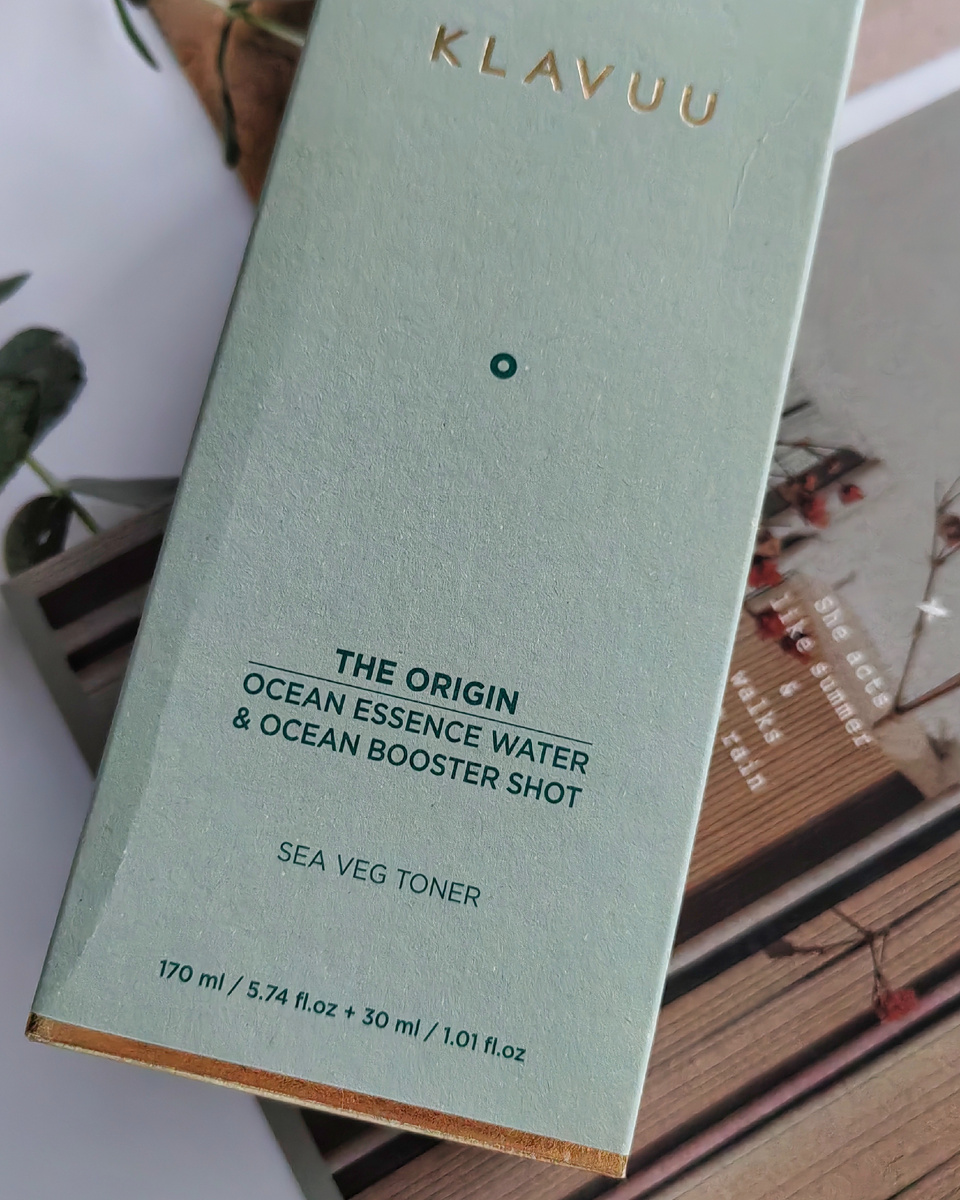 KLAVUU
THE ORIGIN
OCEAN ESSENCE WATER
& OCEAN BOOSTER SHOT
SEA VEG TONER
170 ml / 5.74 fl.oz + 30 ml / 1.01 fl.oz
She acts
like summer
&
walks
rain